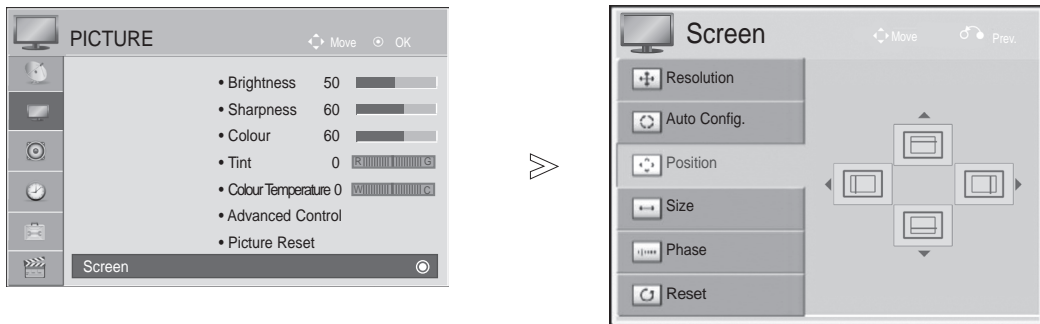 PICTURE
Move OK
• Brightness 50
• Sharpness 60
• Colour 60
• Tint 0 R G
• Colour Temperature 0 W C
• Advanced Control
• Picture Reset
Screen
Screen
Move Prev.
Resolution
Auto Config.
Position
Size
Phase
Reset